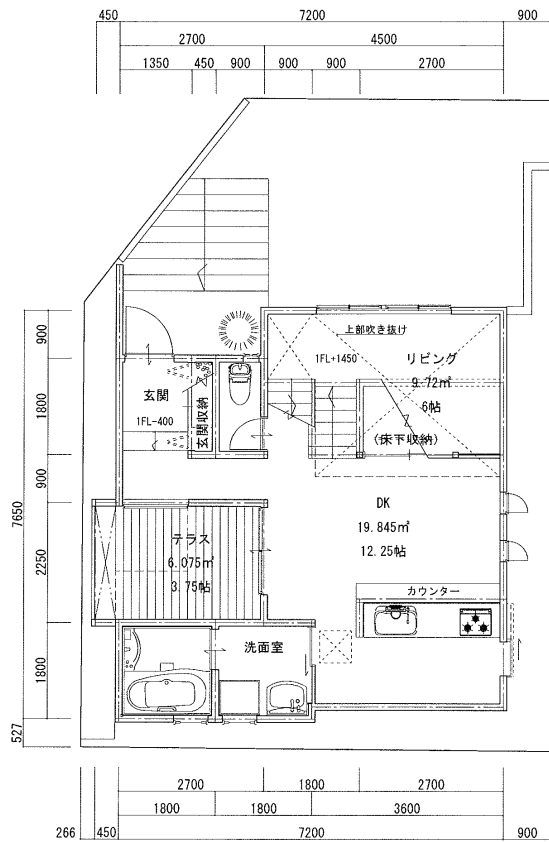 450
7200
900
2700
4500
1350
450
900
900
900
2700
上部吹き抜け
1FL+1450
リビング
9.72㎡
6帖
(床下収納)
玄関
1FL-400
玄関収納
900
1800
900
7650
2250
1800
527
DK
19.845㎡
12.25帖
テラス
6.075㎡
3.75帖
カウンター
洗面室
2700
1800
2700
1800
1800
3600
266
450
7200
900